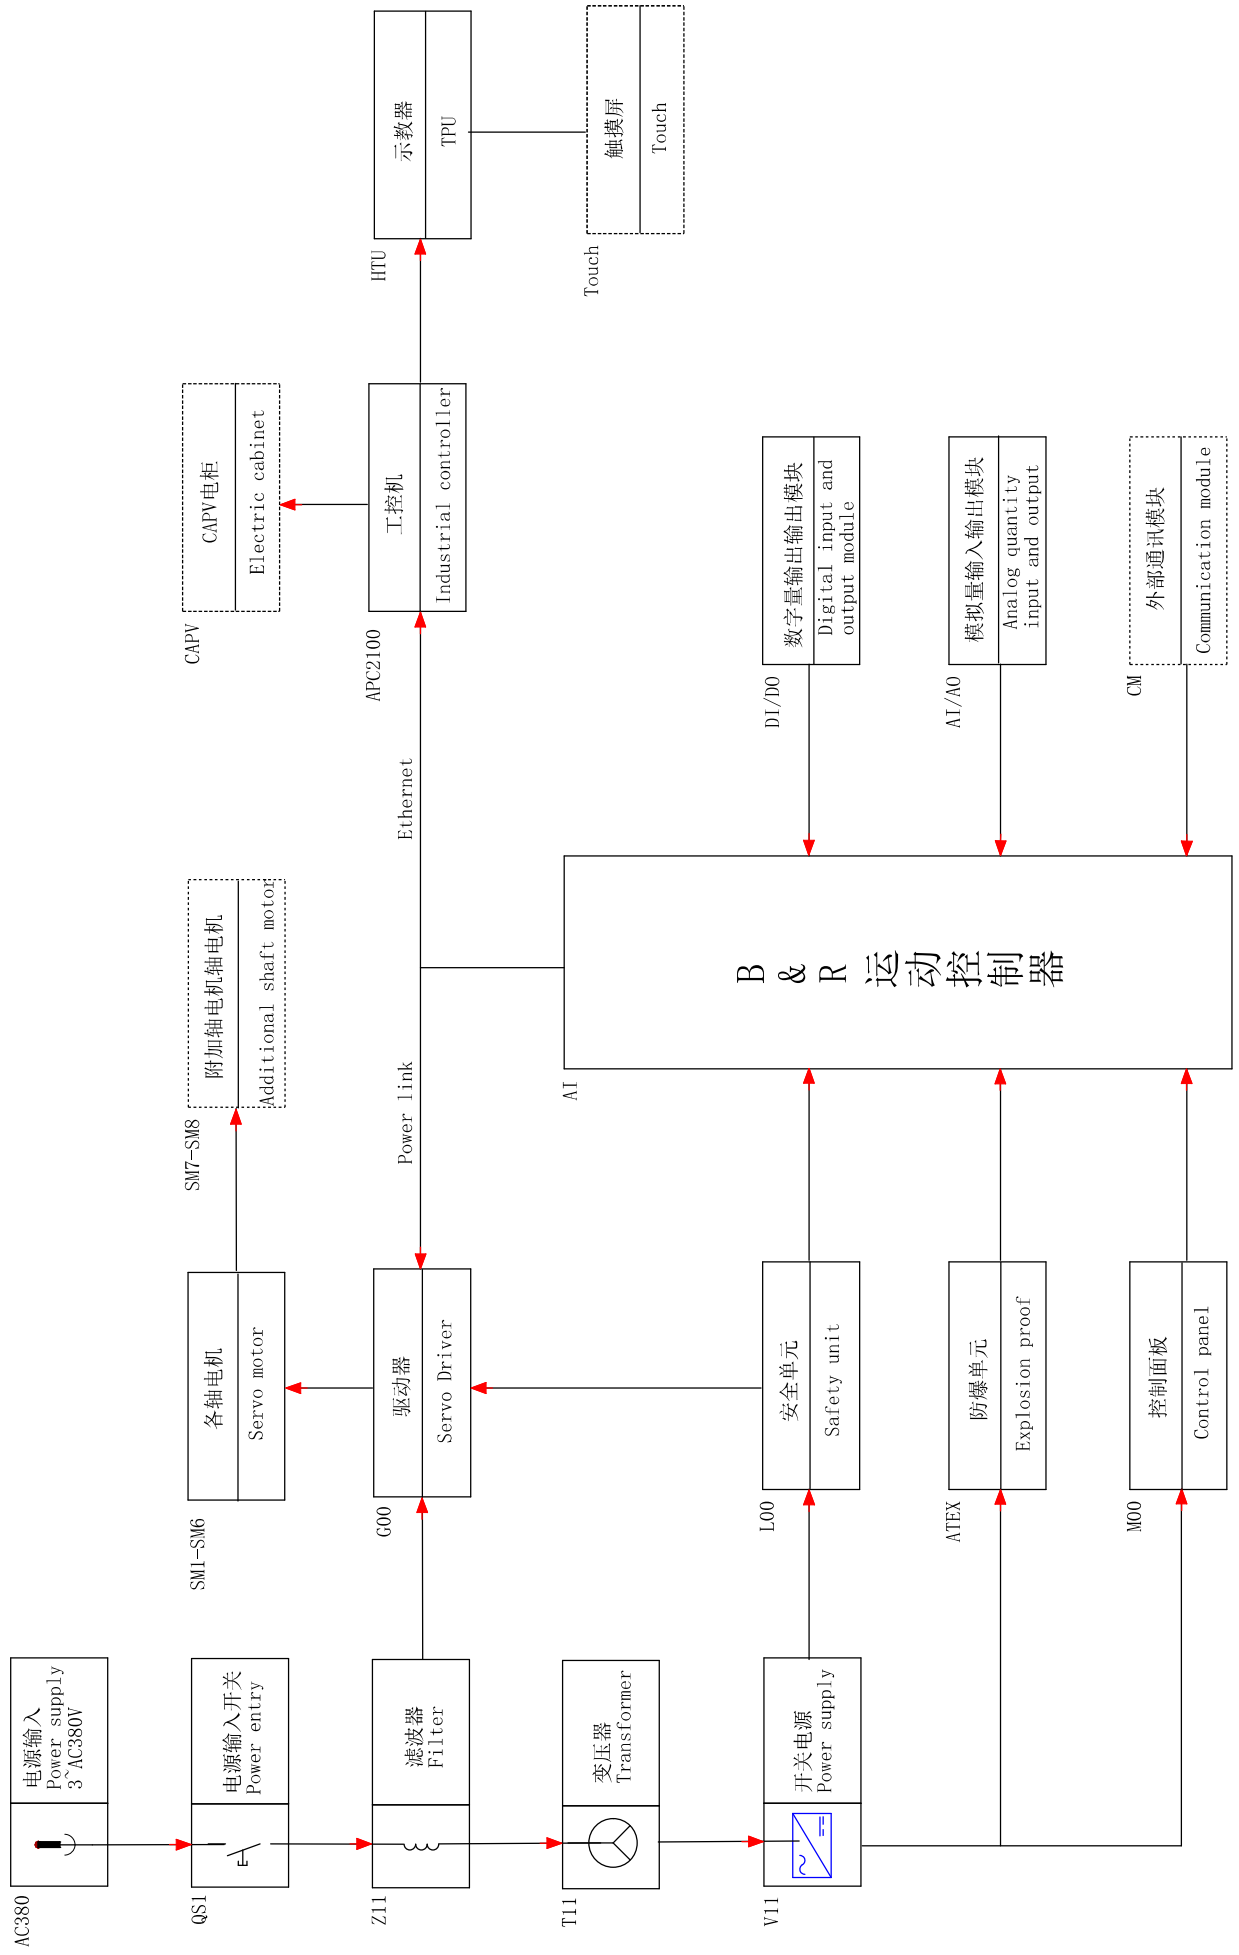 AC380
电源输入
Power supply
3~AC380V
QS1
电源输入开关
Power entry
Z11
滤波器
Filter
T11
变压器
Transformer
V11
开关电源
Power supply
SM1-SM6
各轴电机
Servo motor
G00
驱动器
Servo Driver
L00
安全单元
Safety unit
ATEX
防爆单元
Explosion proof
M00
控制面板
Control panel
SM7-SM8
附加轴电机轴电机
Additional shaft motor
Power link
Ethernet
AI
B&R运动控制器
CAPV
CAPV电柜
Electric cabinet
APC2100
工控机
Industrial controller
DI/DO
数字量输出输出模块
Digital input and
output module
AI/AO
模拟量输入输出模块
Analog quantity
input and output
CM
外部通讯模块
Communication module
HTU
示教器
TPU
Touch
触摸屏
Touch